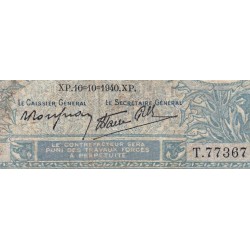 XP.10-10-1940.XP.
LE CAISSIER GÉNÉRAL LE SECRÉTAIRE GÉNÉRAL
LE CONTREFACTEUR SERA
PUNI DES TRAVAUX FORCÉS
À PERPÉTUITÉ
T.77367